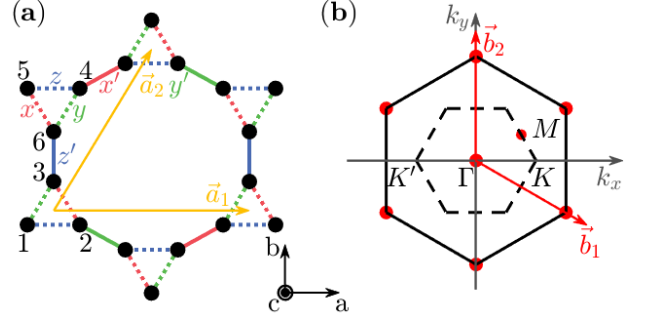 (a)
5 z 4 x′ a⃗₂ y′
x y
6
z′
3
a⃗₁
1 2 b
c a
(b)
k_y
b⃗₂
M
K′ Γ K k_x
b⃗₁